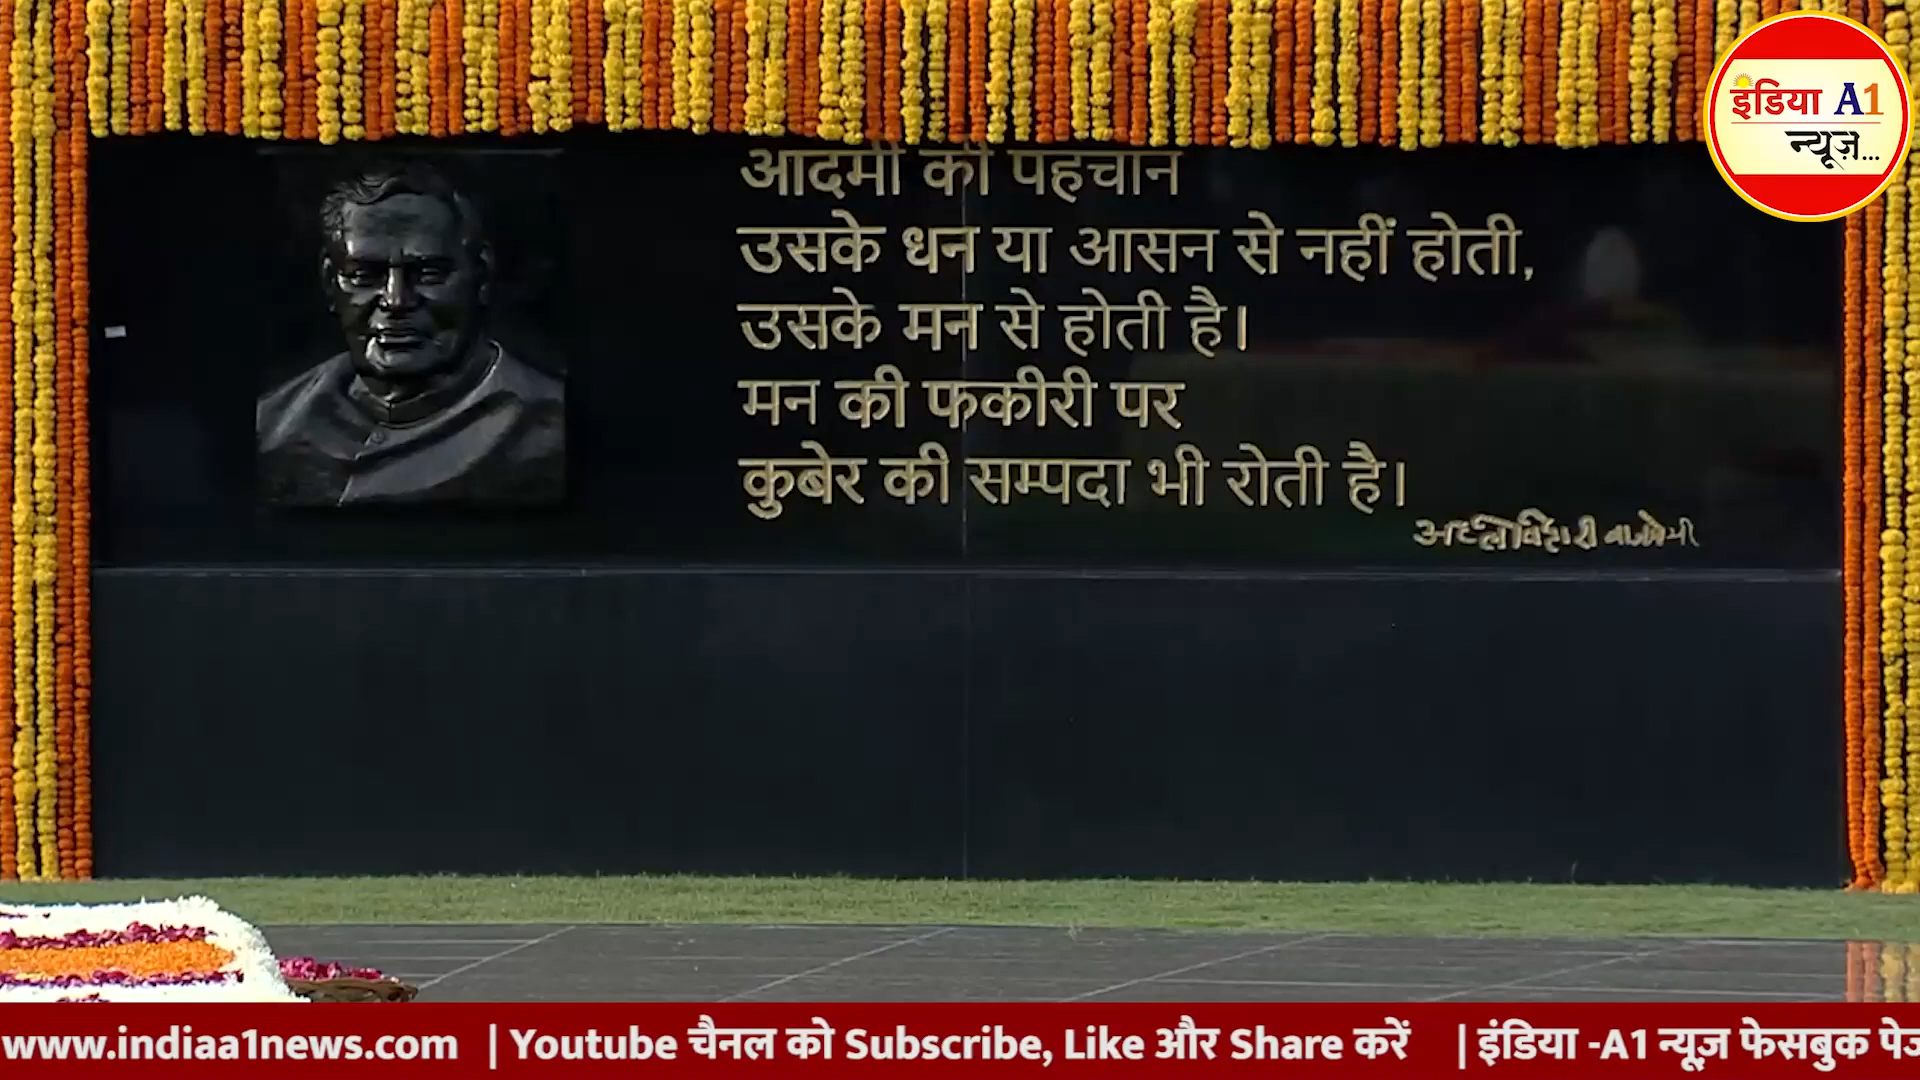 आदमी की पहचान
उसके धन या आसन से नहीं होती,
उसके मन से होती है।
मन की फकीरी पर
कुबेर की सम्पदा भी रोती है।
अटल बिहारी वाजपेयी
इंडिया A1
न्यूज़...
www.indiaa1news.com | Youtube चैनल को Subscribe, Like और Share करें | इंडिया -A1 न्यूज़ फेसबुक पेज